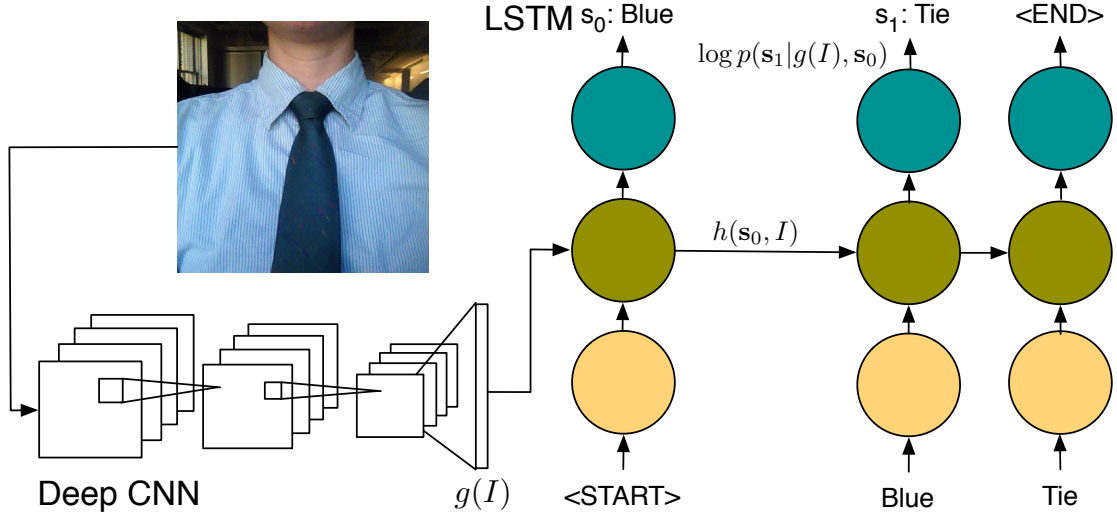 LSTM s₀: Blue
s₁: Tie
<END>
log p(s₁|g(I), s₀)
h(s₀, I)
Deep CNN
g(I)
<START>
Blue
Tie